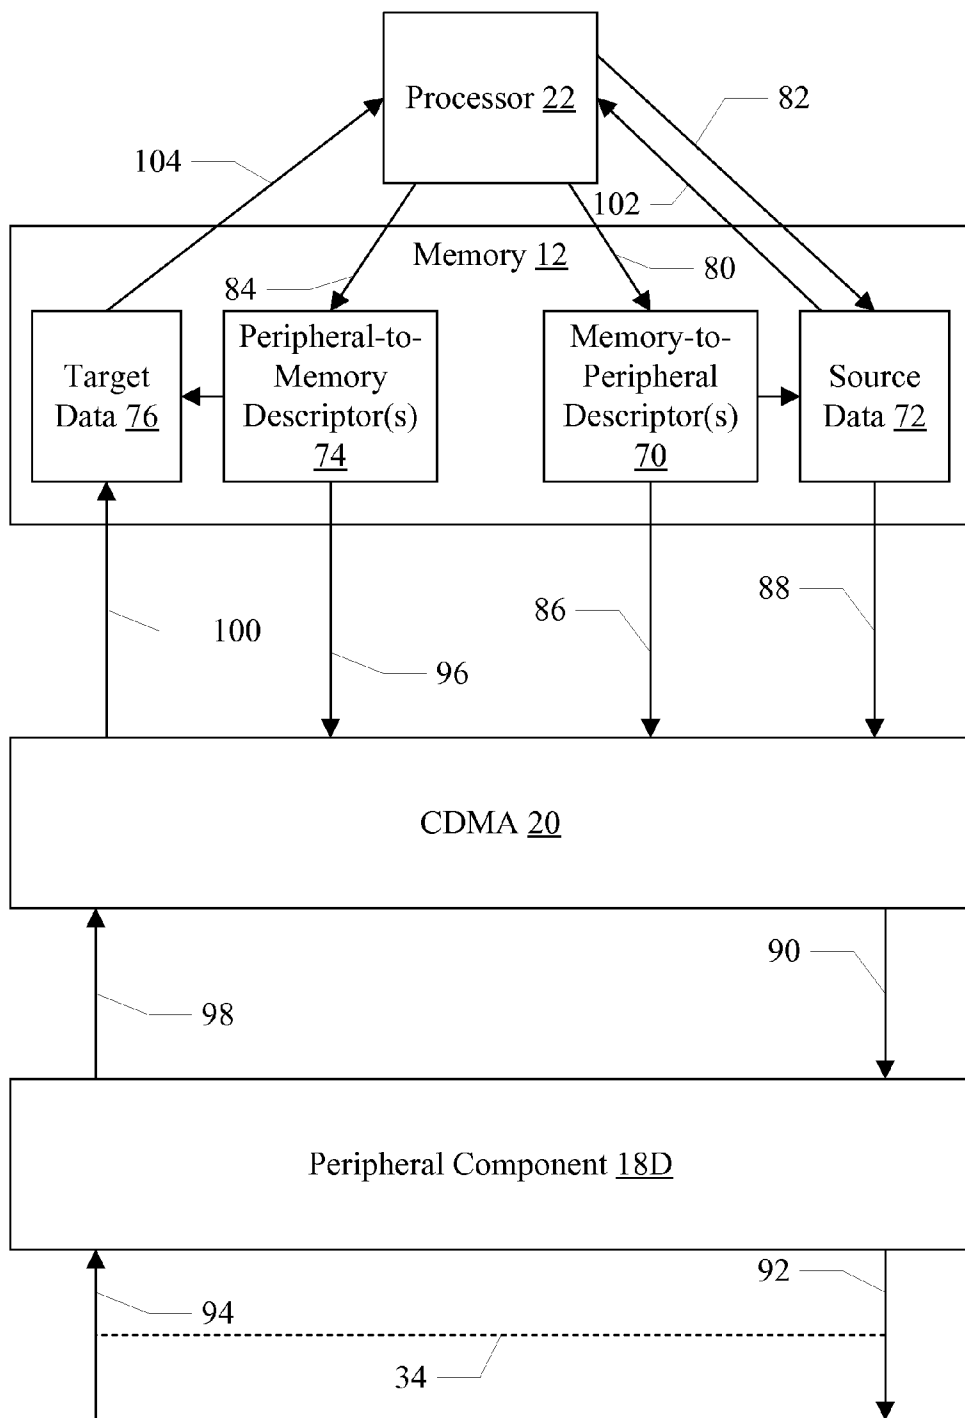 Processor 22
82
104
102
Memory 12
84
80
Target
Data 76
Peripheral-to-
Memory
Descriptor(s)
74
Memory-to-
Peripheral
Descriptor(s)
70
Source
Data 72
100
96
86
88
CDMA 20
98
90
Peripheral Component 18D
94
92
34